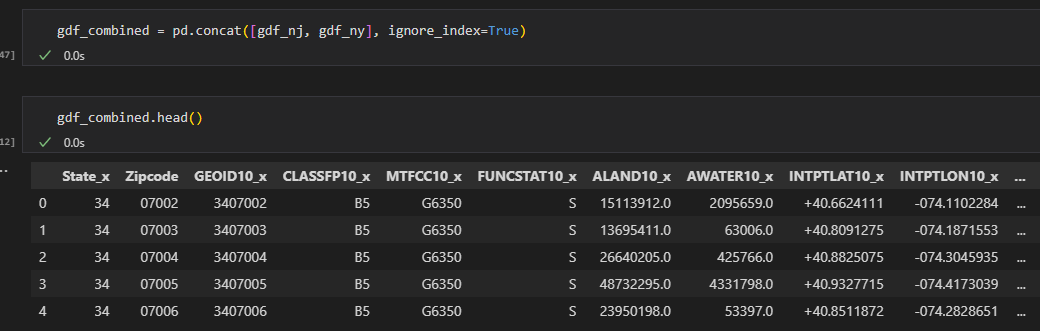 gdf_combined = pd.concat([gdf_nj, gdf_ny], ignore_index=True)
47] ✓ 0.0s
gdf_combined.head()
12] ✓ 0.0s
State_x Zipcode GEOID10_x CLASSFP10_x MTFCC10_x FUNCSTAT10_x ALAND10_x AWATER10_x INTPTLAT10_x INTPTLON10_x ...
0 34 07002 3407002 B5 G6350 S 15113912.0 2095659.0 +40.6624111 -074.1102284 ...
1 34 07003 3407003 B5 G6350 S 13695411.0 63006.0 +40.8091275 -074.1871553 ...
2 34 07004 3407004 B5 G6350 S 26640205.0 425766.0 +40.8825075 -074.3045935 ...
3 34 07005 3407005 B5 G6350 S 48732295.0 4331798.0 +40.9327715 -074.4173039 ...
4 34 07006 3407006 B5 G6350 S 23950198.0 53397.0 +40.8511872 -074.2828651 ...